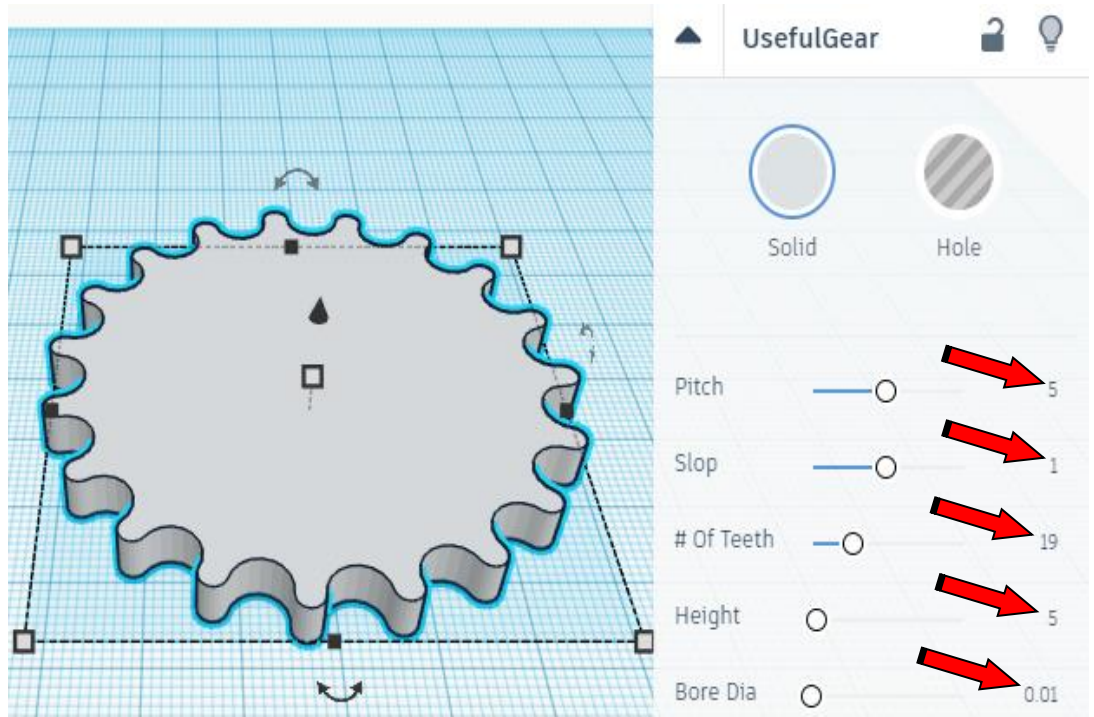 UsefulGear
Solid Hole
Pitch 5
Slop 1
# Of Teeth 19
Height 5
Bore Dia 0.01